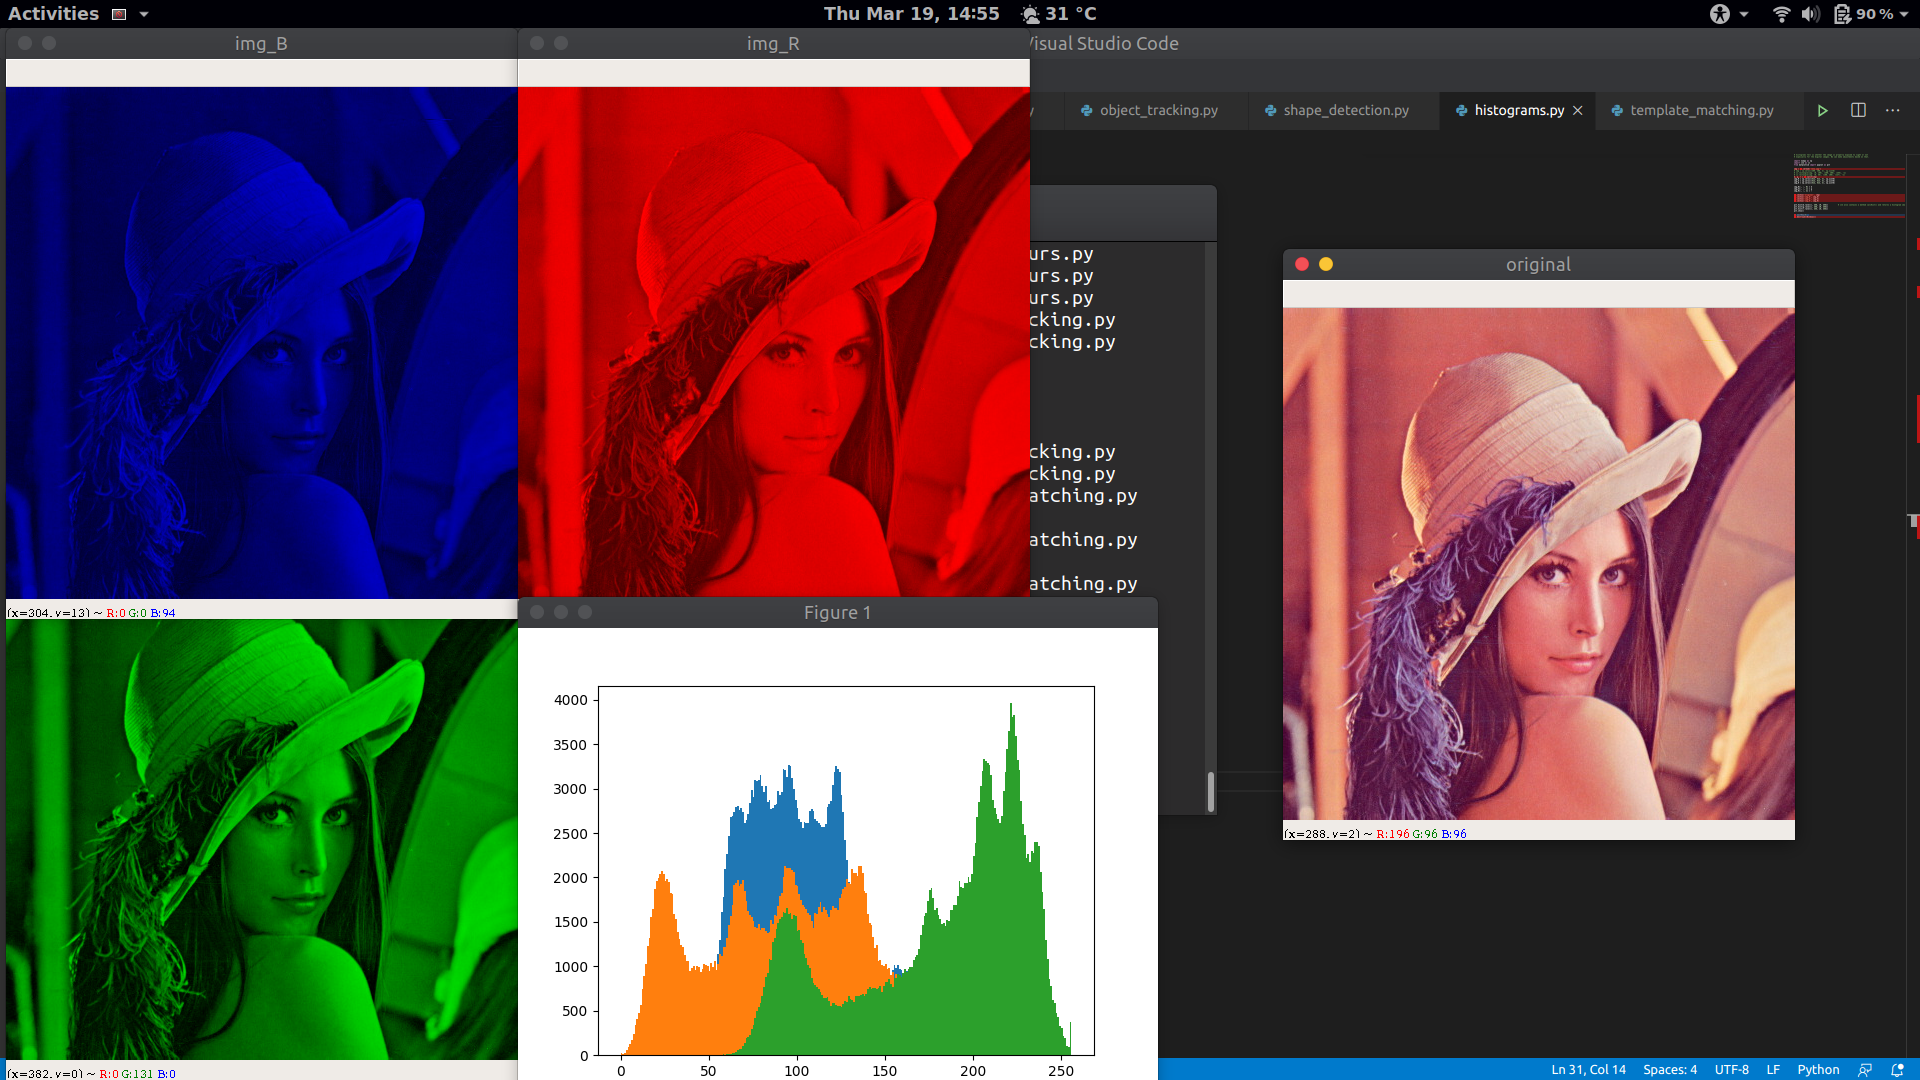 Activities
Thu Mar 19, 14:55 31 °C
90 %
img_B
img_R
Visual Studio Code
object_tracking.py
shape_detection.py
histograms.py
template_matching.py
urs.py
urs.py
urs.py
cking.py
cking.py
cking.py
cking.py
atching.py
atching.py
atching.py
original
(x=304, y=13) ~ R:0 G:0 B:94
Figure 1
4000
3500
3000
2500
2000
1500
1000
500
0
0 50 100 150 200 250
(x=288, y=2) ~ R:196 G:96 B:96
(x=382, y=0) ~ R:0 G:131 B:0
Ln 31, Col 14 Spaces: 4 UTF-8 LF Python